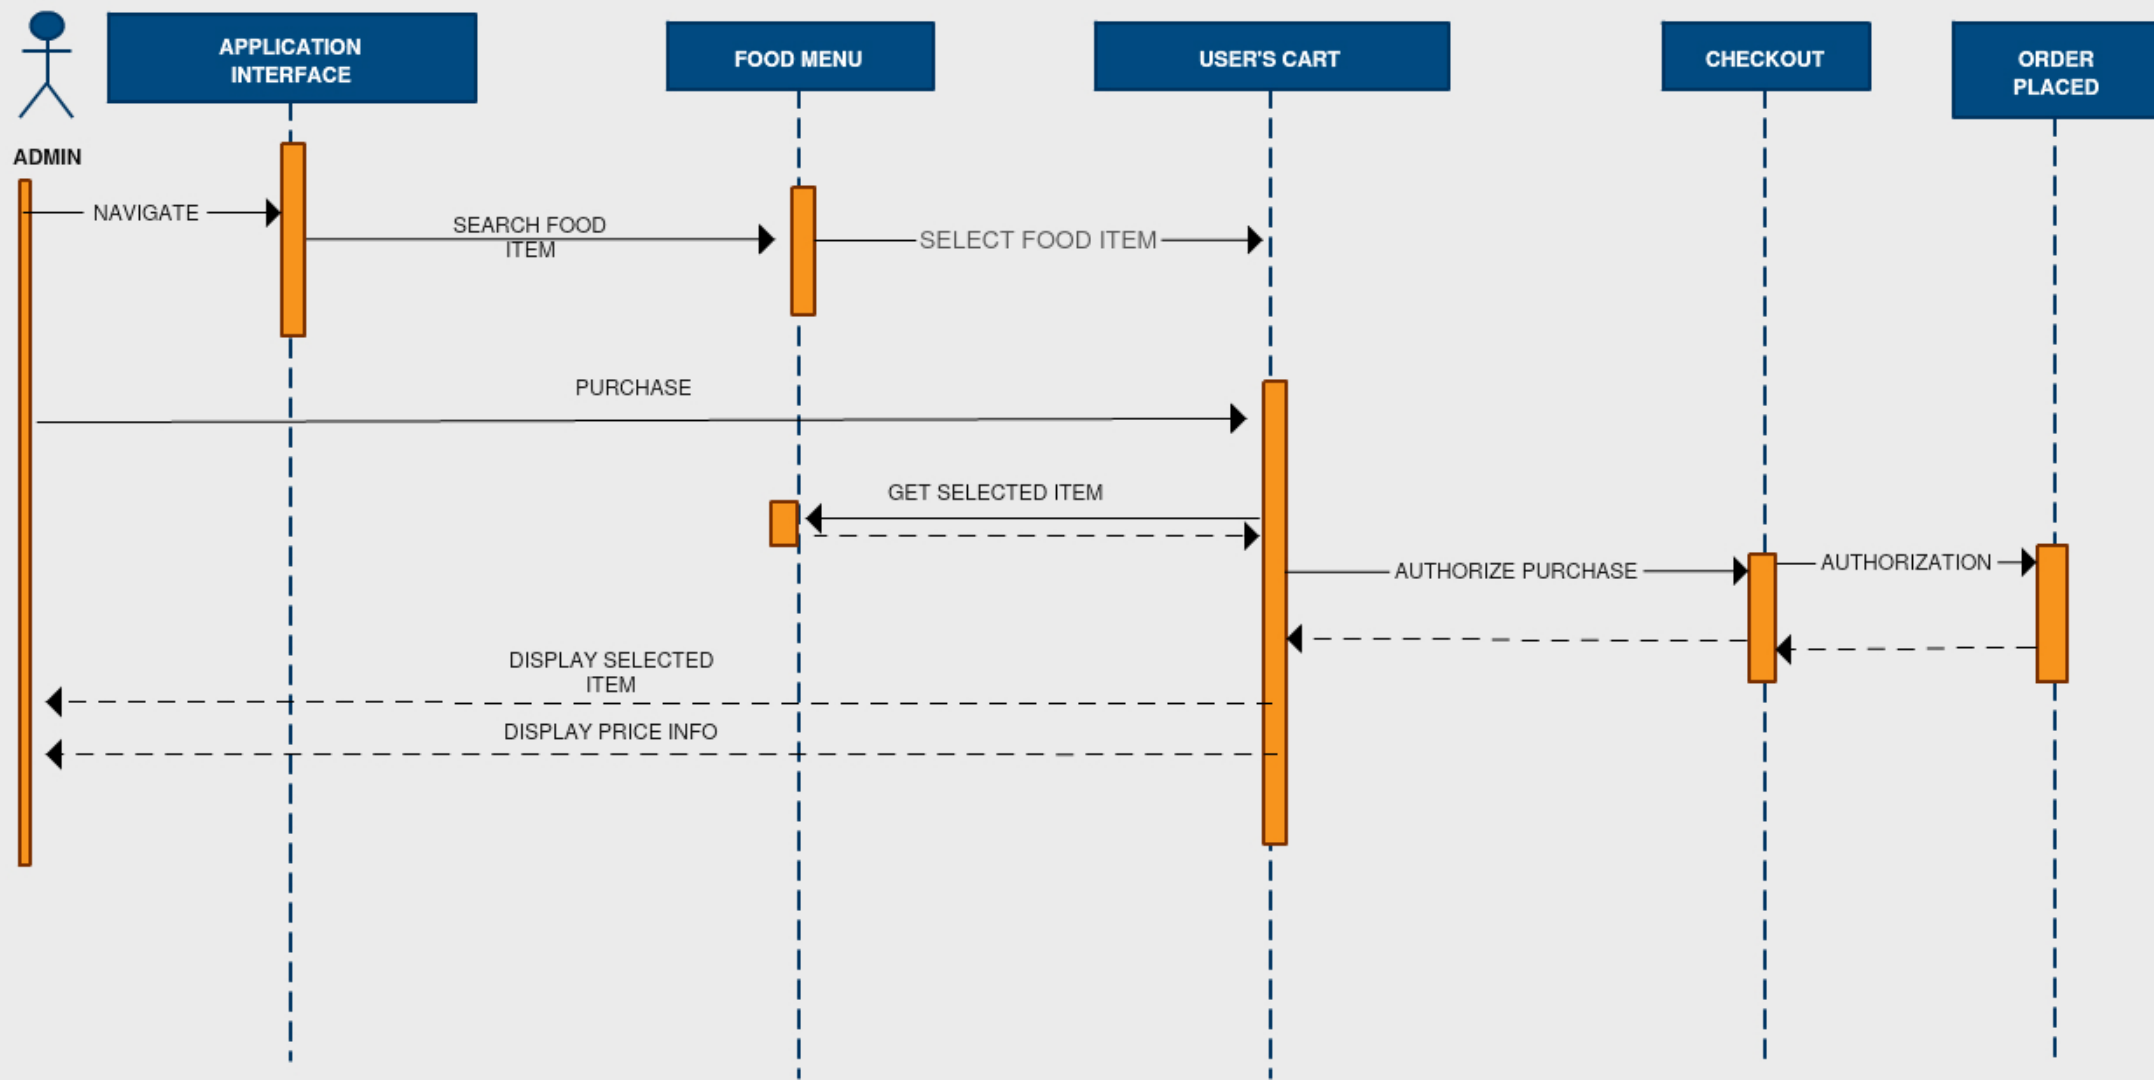 APPLICATION
INTERFACE
FOOD MENU
USER'S CART
CHECKOUT
ORDER
PLACED
ADMIN
NAVIGATE
SEARCH FOOD
ITEM
SELECT FOOD ITEM
PURCHASE
GET SELECTED ITEM
AUTHORIZE PURCHASE
AUTHORIZATION
DISPLAY SELECTED
ITEM
DISPLAY PRICE INFO